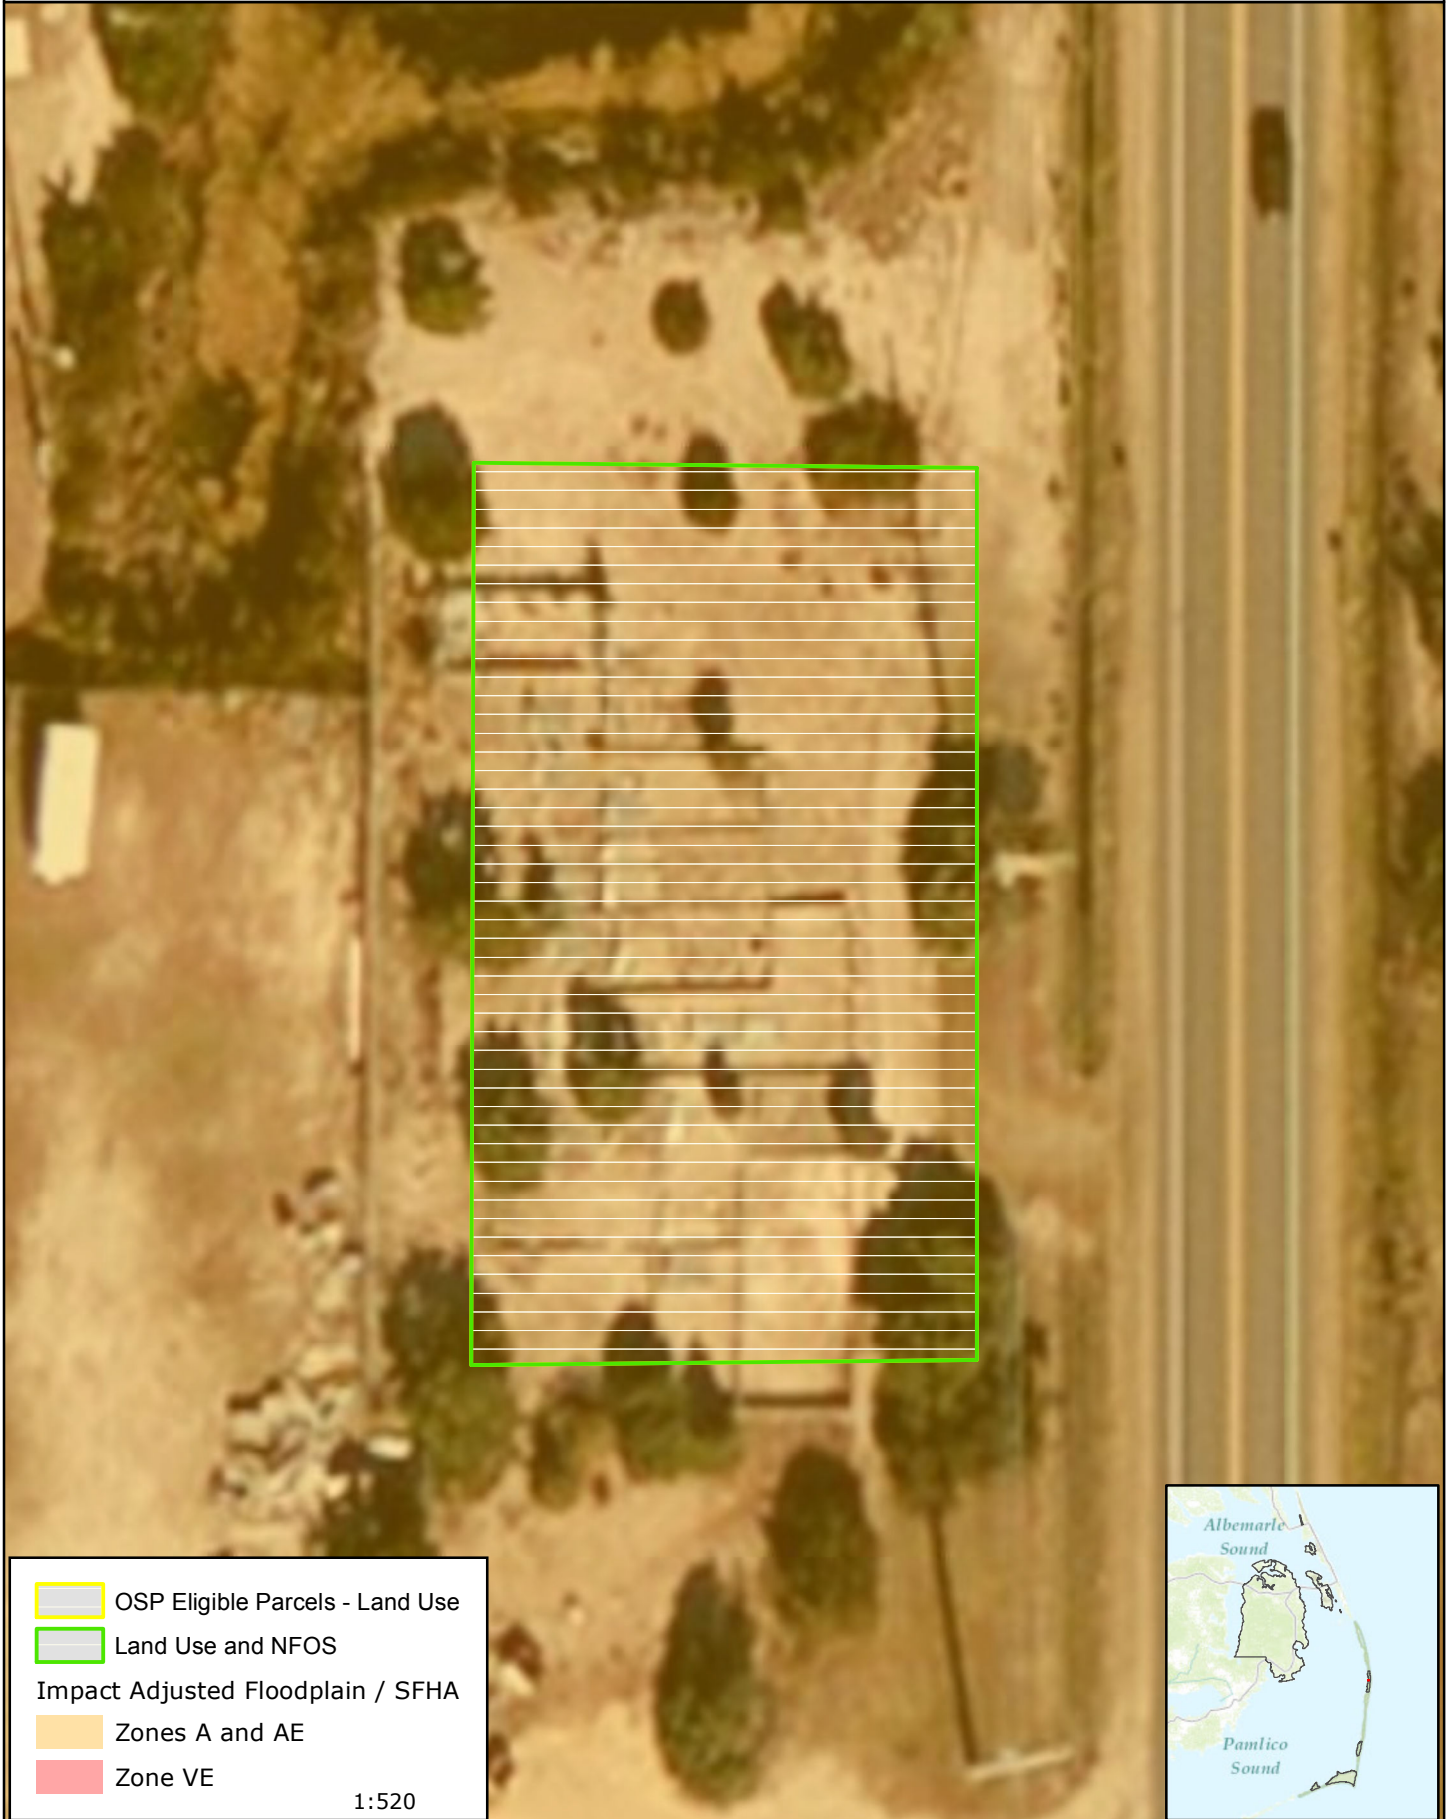 OSP Eligible Parcels - Land Use
Land Use and NFOS
Impact Adjusted Floodplain / SFHA
Zones A and AE
Zone VE
1:520
Albemarle
Sound
Pamlico
Sound